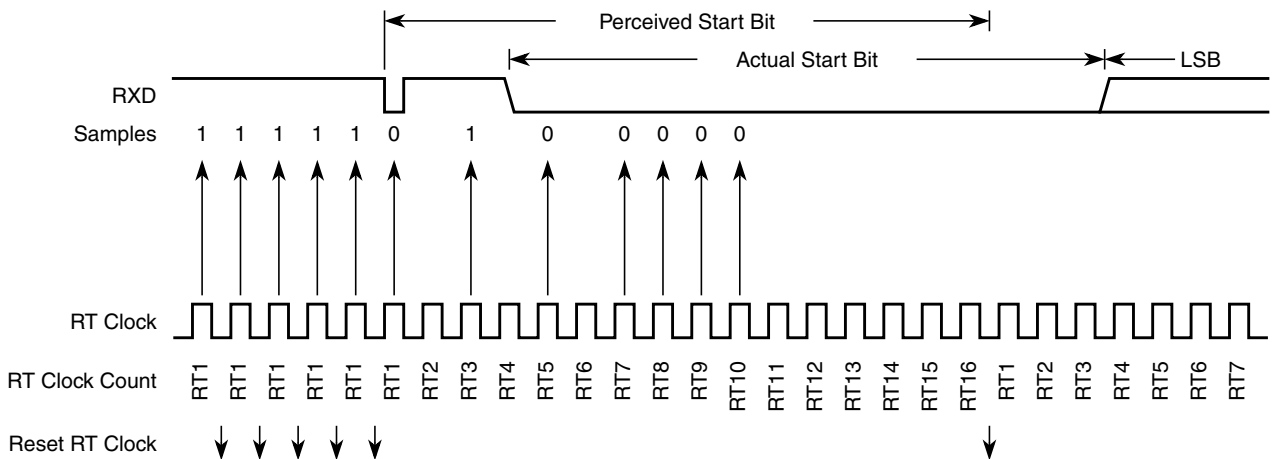 Perceived Start Bit
Actual Start Bit LSB
RXD
Samples 1 1 1 1 1 0 1 0 0 0 0 0
RT Clock
RT Clock Count RT1 RT1 RT1 RT1 RT1 RT1 RT2 RT3 RT4 RT5 RT6 RT7 RT8 RT9 RT10 RT11 RT12 RT13 RT14 RT15 RT16 RT1 RT2 RT3 RT4 RT5 RT6 RT7
Reset RT Clock